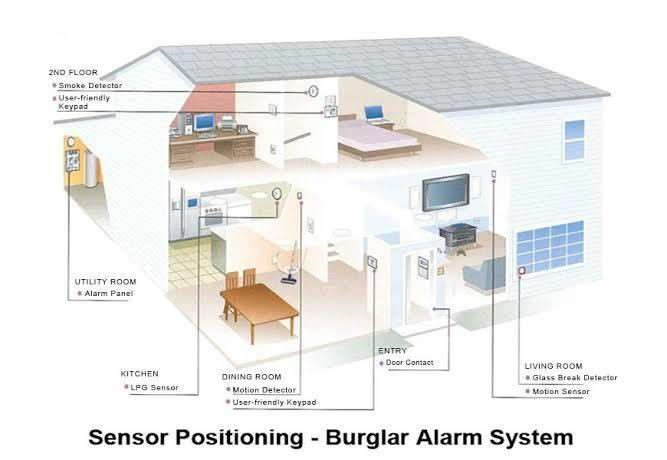 2ND FLOOR
Smoke Detector
User-friendly
Keypad
UTILITY ROOM
Alarm Panel
KITCHEN
LPG Sensor
DINING ROOM
Motion Detector
User-friendly Keypad
ENTRY
Door Contact
LIVING ROOM
Glass Break Detector
Motion Sensor
Sensor Positioning - Burglar Alarm System